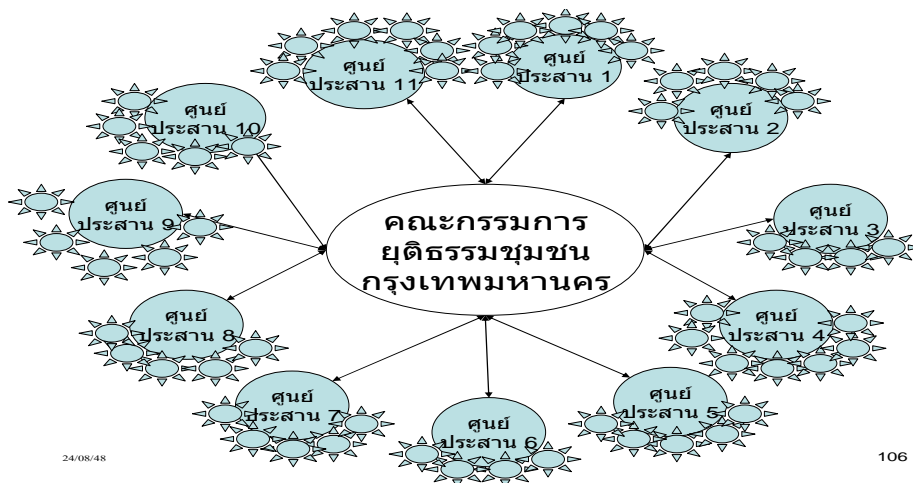 ศูนย์
ประสาน 11
ศูนย์
ประสาน 1
ศูนย์
ประสาน 10
ศูนย์
ประสาน 2
ศูนย์
ประสาน 9
คณะกรรมการ
ยุติธรรมชุมชน
กรุงเทพมหานคร
ศูนย์
ประสาน 3
ศูนย์
ประสาน 8
ศูนย์
ประสาน 4
ศูนย์
ประสาน 7
ศูนย์
ประสาน 6
ศูนย์
ประสาน 5
24/08/48
106